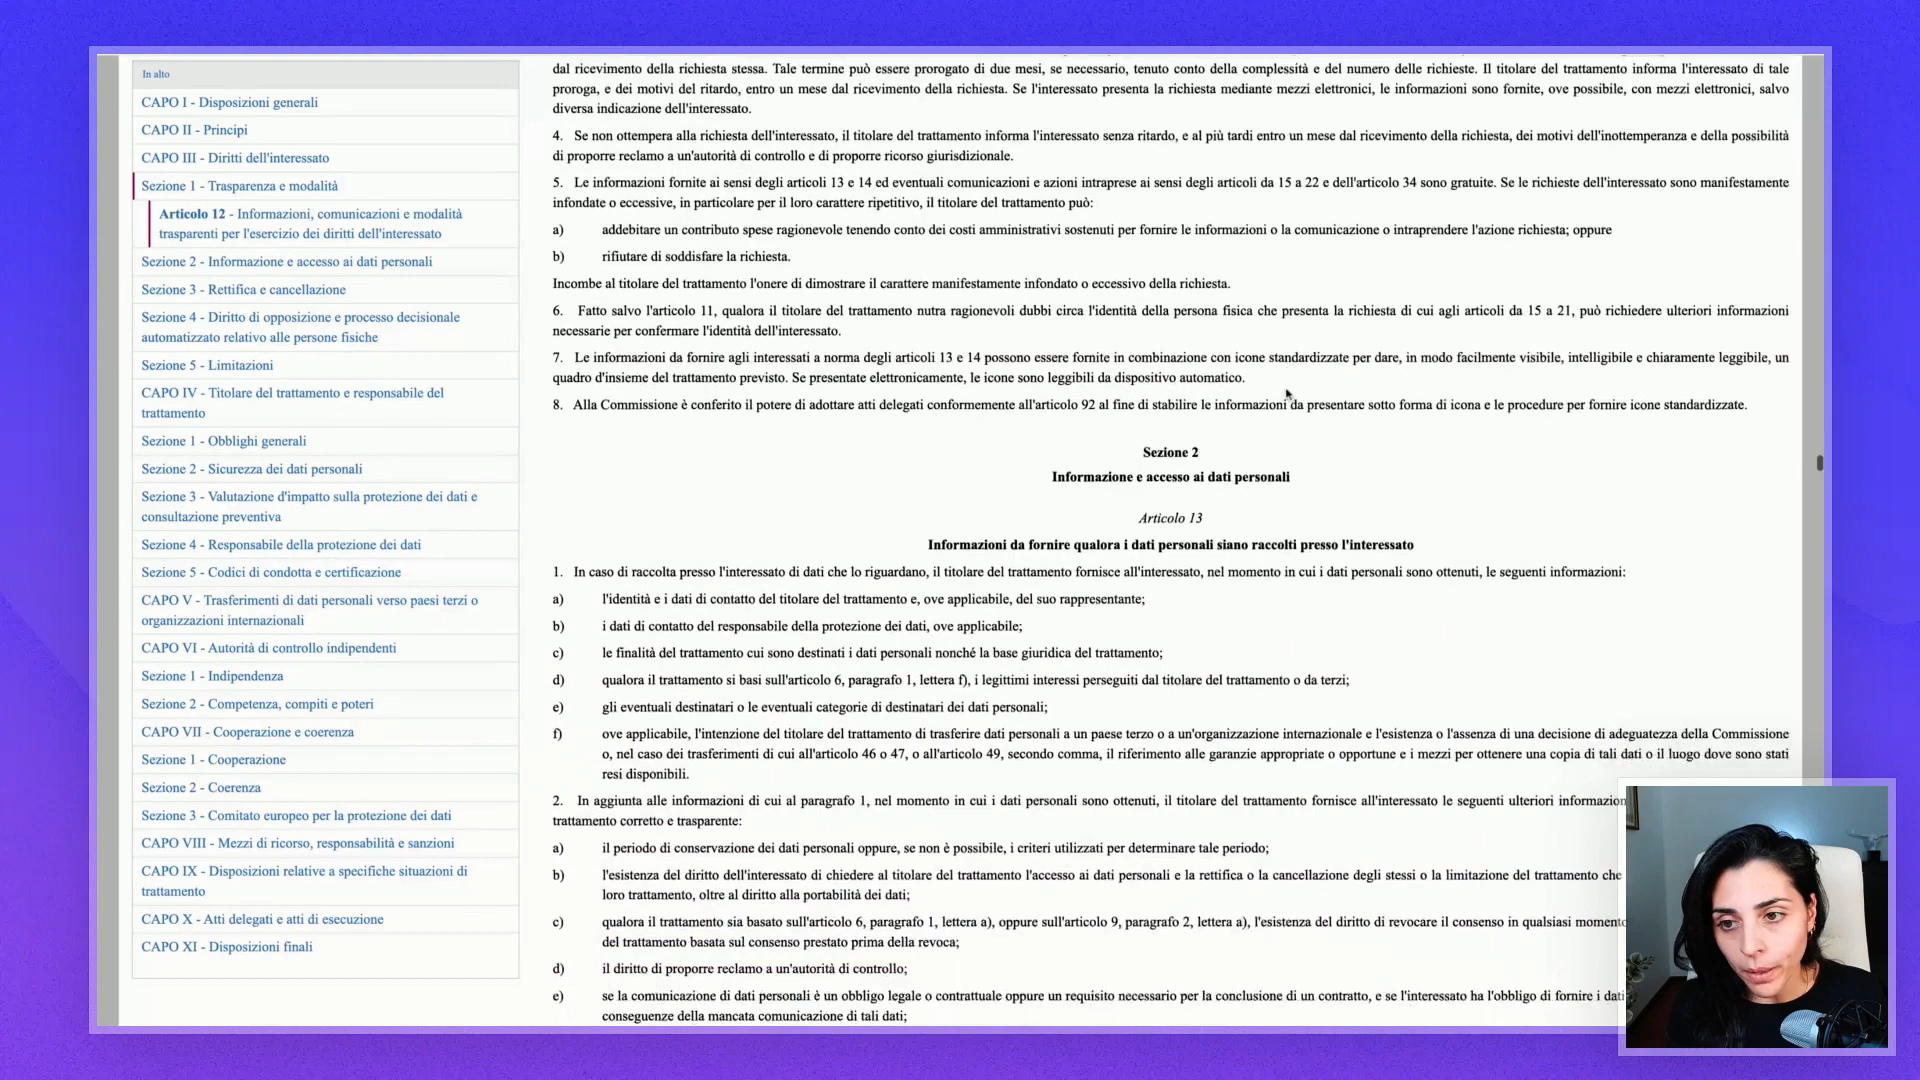 In alto
CAPO I - Disposizioni generali
CAPO II - Principi
CAPO III - Diritti dell'interessato
Sezione 1 - Trasparenza e modalità
Articolo 12 - Informazioni, comunicazioni e modalità
trasparenti per l'esercizio dei diritti dell'interessato
Sezione 2 - Informazione e accesso ai dati personali
Sezione 3 - Rettifica e cancellazione
Sezione 4 - Diritto di opposizione e processo decisionale
automatizzato relativo alle persone fisiche
Sezione 5 - Limitazioni
CAPO IV - Titolare del trattamento e responsabile del
trattamento
Sezione 1 - Obblighi generali
Sezione 2 - Sicurezza dei dati personali
Sezione 3 - Valutazione d'impatto sulla protezione dei dati e
consultazione preventiva
Sezione 4 - Responsabile della protezione dei dati
Sezione 5 - Codici di condotta e certificazione
CAPO V - Trasferimenti di dati personali verso paesi terzi o
organizzazioni internazionali
CAPO VI - Autorità di controllo indipendenti
Sezione 1 - Indipendenza
Sezione 2 - Competenza, compiti e poteri
CAPO VII - Cooperazione e coerenza
Sezione 1 - Cooperazione
Sezione 2 - Coerenza
Sezione 3 - Comitato europeo per la protezione dei dati
CAPO VIII - Mezzi di ricorso, responsabilità e sanzioni
CAPO IX - Disposizioni relative a specifiche situazioni di
trattamento
CAPO X - Atti delegati e atti di esecuzione
CAPO XI - Disposizioni finali
dal ricevimento della richiesta stessa. Tale termine può essere prorogato di due mesi, se necessario, tenuto conto della complessità e del numero delle richieste. Il titolare del trattamento informa l'interessato di tale
proroga, e dei motivi del ritardo, entro un mese dal ricevimento della richiesta. Se l'interessato presenta la richiesta mediante mezzi elettronici, le informazioni sono fornite, ove possibile, con mezzi elettronici, salvo
diversa indicazione dell'interessato.
4. Se non ottempera alla richiesta dell'interessato, il titolare del trattamento informa l'interessato senza ritardo, e al più tardi entro un mese dal ricevimento della richiesta, dei motivi dell'inottemperanza e della possibilità
di proporre reclamo a un'autorità di controllo e di proporre ricorso giurisdizionale.
5. Le informazioni fornite ai sensi degli articoli 13 e 14 ed eventuali comunicazioni e azioni intraprese ai sensi degli articoli da 15 a 22 e dell'articolo 34 sono gratuite. Se le richieste dell'interessato sono manifestamente
infondate o eccessive, in particolare per il loro carattere ripetitivo, il titolare del trattamento può:
a) addebitare un contributo spese ragionevole tenendo conto dei costi amministrativi sostenuti per fornire le informazioni o la comunicazione o intraprendere l'azione richiesta; oppure
b) rifiutare di soddisfare la richiesta.
Incombe al titolare del trattamento l'onere di dimostrare il carattere manifestamente infondato o eccessivo della richiesta.
6. Fatto salvo l'articolo 11, qualora il titolare del trattamento nutra ragionevoli dubbi circa l'identità della persona fisica che presenta la richiesta di cui agli articoli da 15 a 21, può richiedere ulteriori informazioni
necessarie per confermare l'identità dell'interessato.
7. Le informazioni da fornire agli interessati a norma degli articoli 13 e 14 possono essere fornite in combinazione con icone standardizzate per dare, in modo facilmente visibile, intelligibile e chiaramente leggibile, un
quadro d'insieme del trattamento previsto. Se presentate elettronicamente, le icone sono leggibili da dispositivo automatico.
8. Alla Commissione è conferito il potere di adottare atti delegati conformemente all'articolo 92 al fine di stabilire le informazioni da presentare sotto forma di icona e le procedure per fornire icone standardizzate.
Sezione 2
Informazione e accesso ai dati personali
Articolo 13
Informazioni da fornire qualora i dati personali siano raccolti presso l'interessato
1. In caso di raccolta presso l'interessato di dati che lo riguardano, il titolare del trattamento fornisce all'interessato, nel momento in cui i dati personali sono ottenuti, le seguenti informazioni:
a) l'identità e i dati di contatto del titolare del trattamento e, ove applicabile, del suo rappresentante;
b) i dati di contatto del responsabile della protezione dei dati, ove applicabile;
c) le finalità del trattamento cui sono destinati i dati personali nonché la base giuridica del trattamento;
d) qualora il trattamento si basi sull'articolo 6, paragrafo 1, lettera f), i legittimi interessi perseguiti dal titolare del trattamento o da terzi;
e) gli eventuali destinatari o le eventuali categorie di destinatari dei dati personali;
f) ove applicabile, l'intenzione del titolare del trattamento di trasferire dati personali a un paese terzo o a un'organizzazione internazionale e l'esistenza o l'assenza di una decisione di adeguatezza della Commissione
o, nel caso dei trasferimenti di cui all'articolo 46 o 47, o all'articolo 49, secondo comma, il riferimento alle garanzie appropriate o opportune e i mezzi per ottenere una copia di tali dati o il luogo dove sono stati
resi disponibili.
2. In aggiunta alle informazioni di cui al paragrafo 1, nel momento in cui i dati personali sono ottenuti, il titolare del trattamento fornisce all'interessato le seguenti ulteriori informazion
trattamento corretto e trasparente:
a) il periodo di conservazione dei dati personali oppure, se non è possibile, i criteri utilizzati per determinare tale periodo;
b) l'esistenza del diritto dell'interessato di chiedere al titolare del trattamento l'accesso ai dati personali e la rettifica o la cancellazione degli stessi o la limitazione del trattamento che
loro trattamento, oltre al diritto alla portabilità dei dati;
c) qualora il trattamento sia basato sull'articolo 6, paragrafo 1, lettera a), oppure sull'articolo 9, paragrafo 2, lettera a), l'esistenza del diritto di revocare il consenso in qualsiasi momento
del trattamento basata sul consenso prestato prima della revoca;
d) il diritto di proporre reclamo a un'autorità di controllo;
e) se la comunicazione di dati personali è un obbligo legale o contrattuale oppure un requisito necessario per la conclusione di un contratto, e se l'interessato ha l'obbligo di fornire i dati
conseguenze della mancata comunicazione di tali dati;